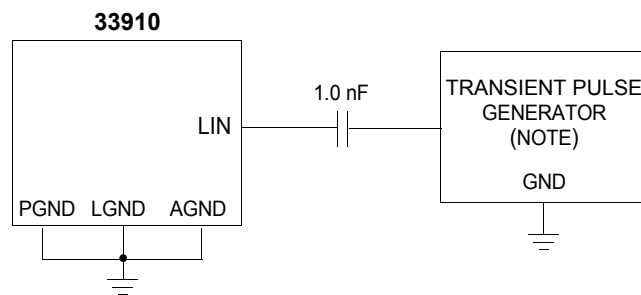 33910
1.0 nF
TRANSIENT PULSE
GENERATOR
(NOTE)
LIN
GND
PGND LGND AGND